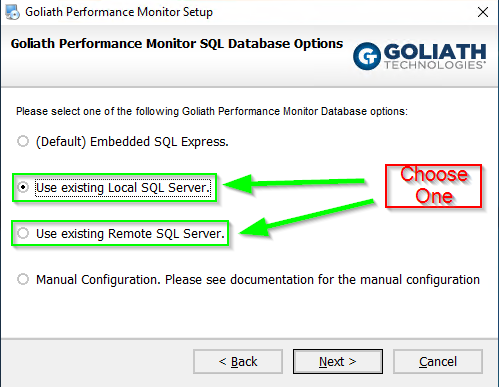 Goliath Performance Monitor Setup
Goliath Performance Monitor SQL Database Options
GOLIATH
TECHNOLOGIES
Please select one of the following Goliath Performance Monitor Database options:
(Default) Embedded SQL Express.
Use existing Local SQL Server.
Choose
One
Use existing Remote SQL Server.
Manual Configuration. Please see documentation for the manual configuration
< Back
Next >
Cancel